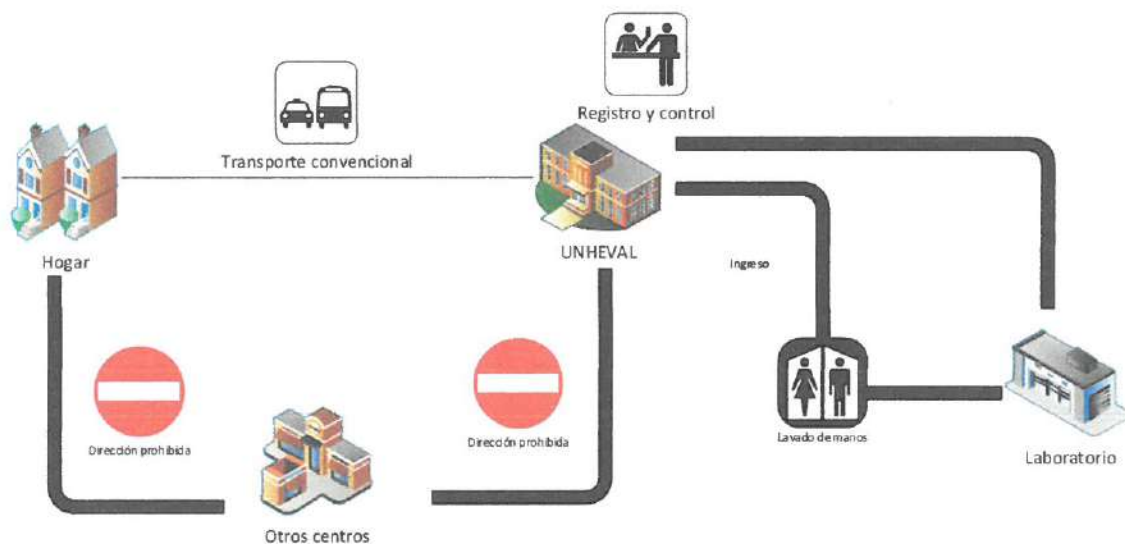 Registro y control
Transporte convencional
Hogar
UNHEVAL
Ingreso
Dirección prohibida
Dirección prohibida
Lavado de manos
Laboratorio
Otros centros